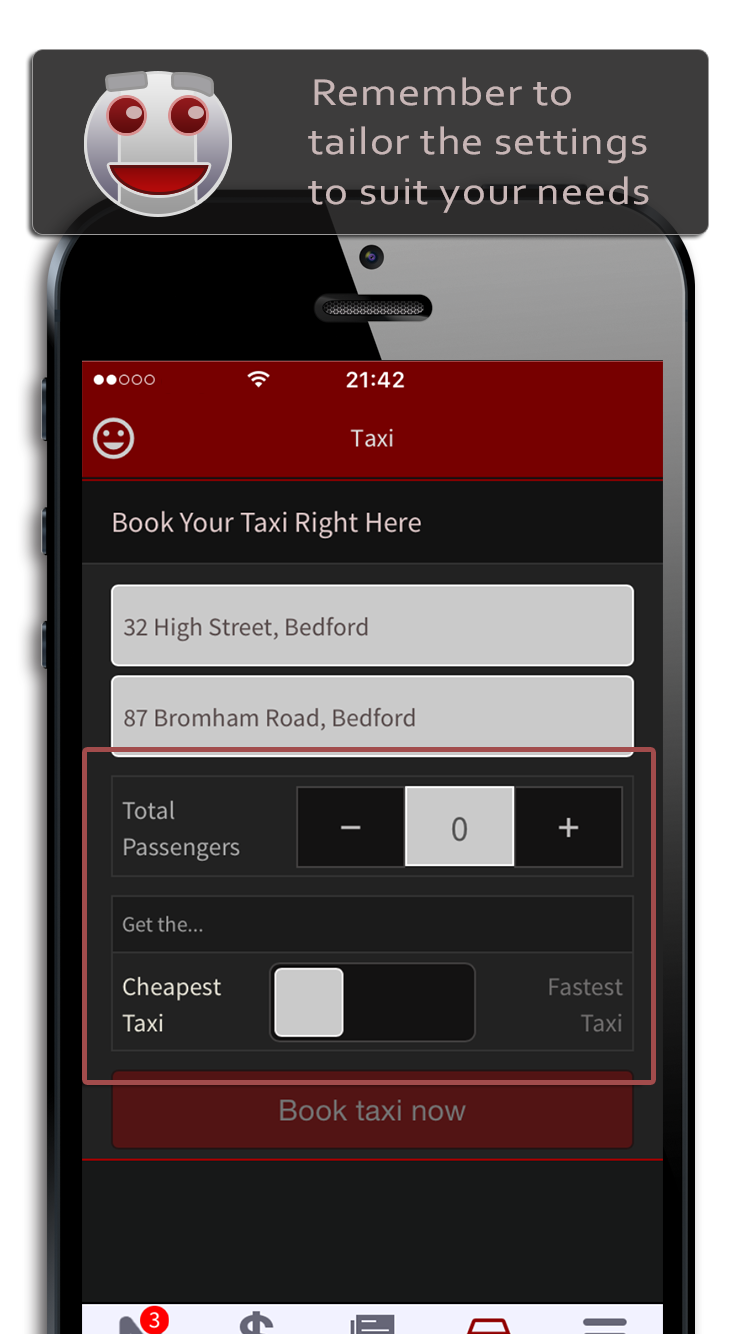 Remember to
tailor the settings
to suit your needs
21:42
Taxi
Book Your Taxi Right Here
32 High Street, Bedford
87 Bromham Road, Bedford
Total
Passengers
− 0 +
Get the...
Cheapest
Taxi
Fastest
Taxi
Book taxi now
3
$